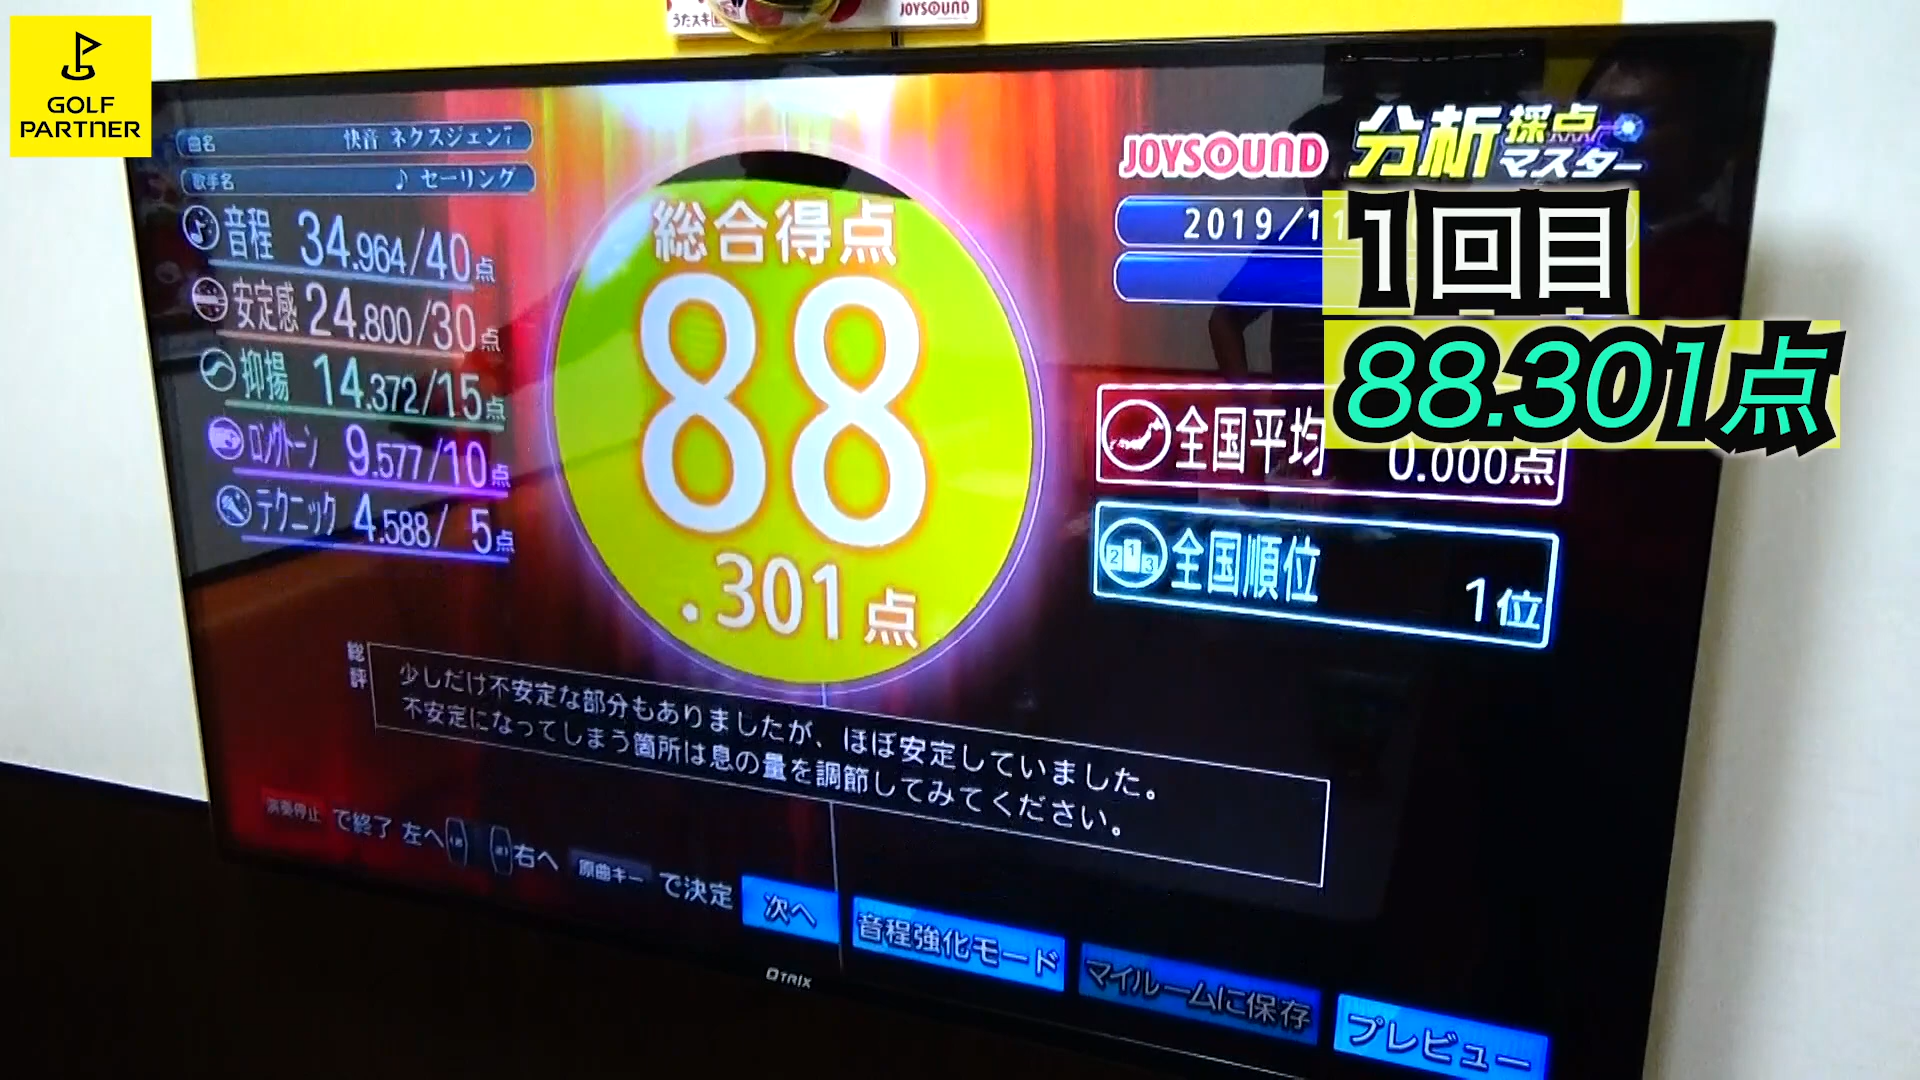 うたスキ
JOYSOUND
GOLF
PARTNER
曲名 快音 ネクスジェン7
歌手名 ♪ セーリング
音程 34.964/40点
安定感 24.800/30点
抑揚 14.372/15点
ロングトーン 9.577/10点
テクニック 4.588/ 5点
総合得点
88
.301点
JOYSOUND 分析採点マスター
2019/11
1回目
88.301点
全国平均 0.000点
全国順位 1位
総評
少しだけ不安定な部分もありましたが、ほぼ安定していました。
不安定になってしまう箇所は息の量を調節してみてください。
演奏停止 で終了 左へ 右へ 原曲キー で決定
次へ
音程強化モード
マイルームに保存
プレビュー
QTRIX